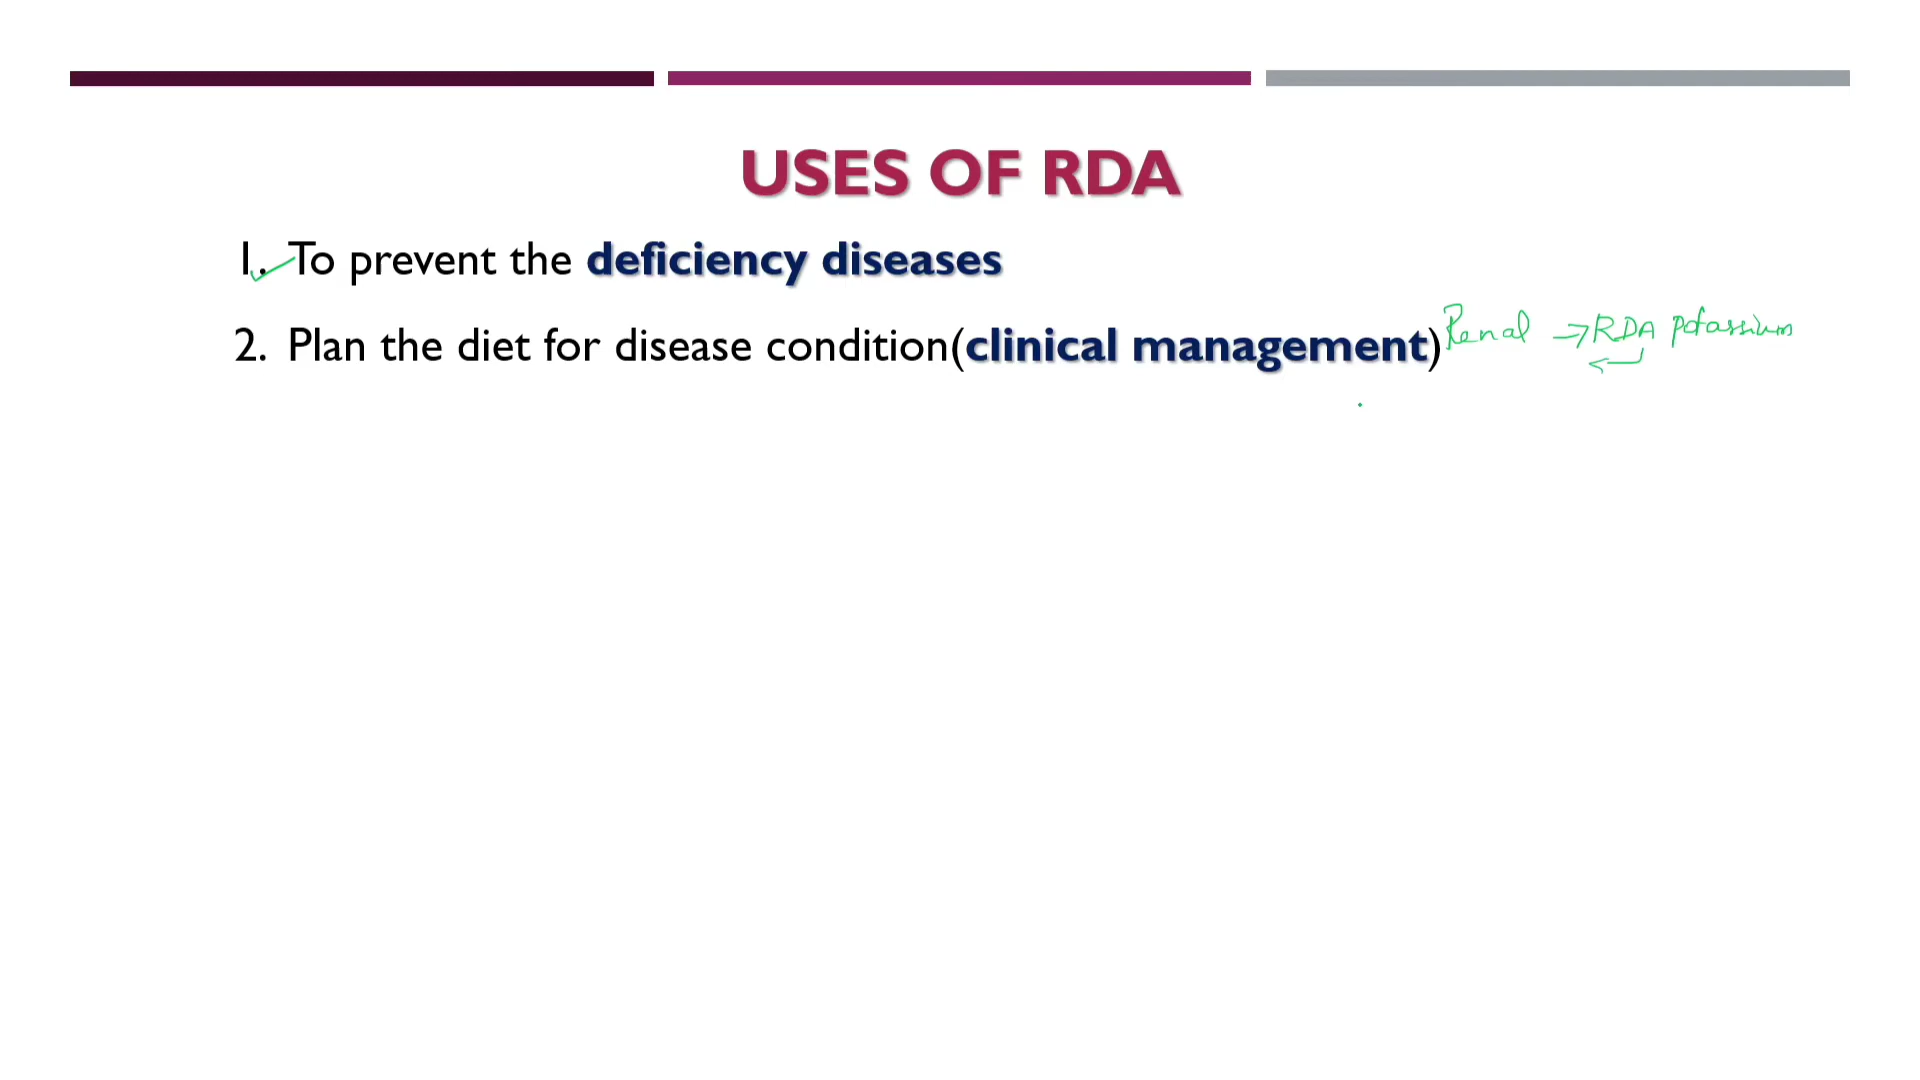 USES OF RDA
1. To prevent the deficiency diseases
2. Plan the diet for disease condition(clinical management) Renal → RDA potassium